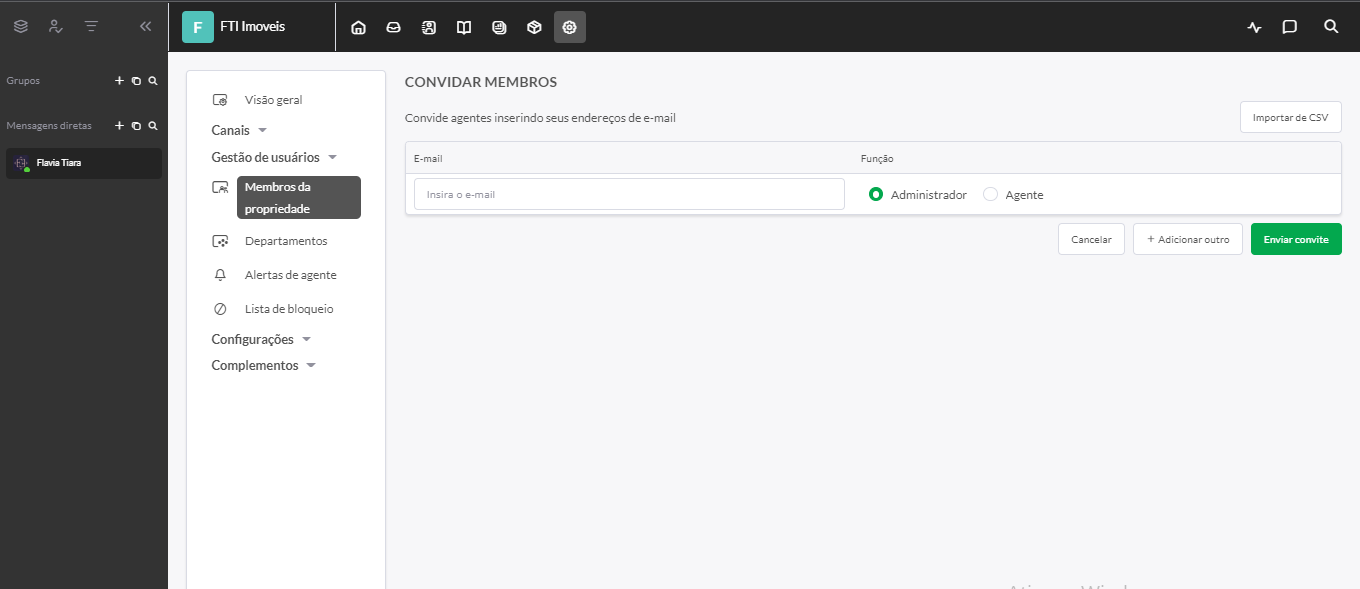 F FTI Imoveis
Grupos
Mensagens diretas
Flavia Tiara
Visão geral
Canais
Gestão de usuários
Membros da
propriedade
Departamentos
Alertas de agente
Lista de bloqueio
Configurações
Complementos
CONVIDAR MEMBROS
Convide agentes inserindo seus endereços de e-mail
Importar de CSV
E-mail Função
Insira o e-mail Administrador Agente
Cancelar + Adicionar outro Enviar convite